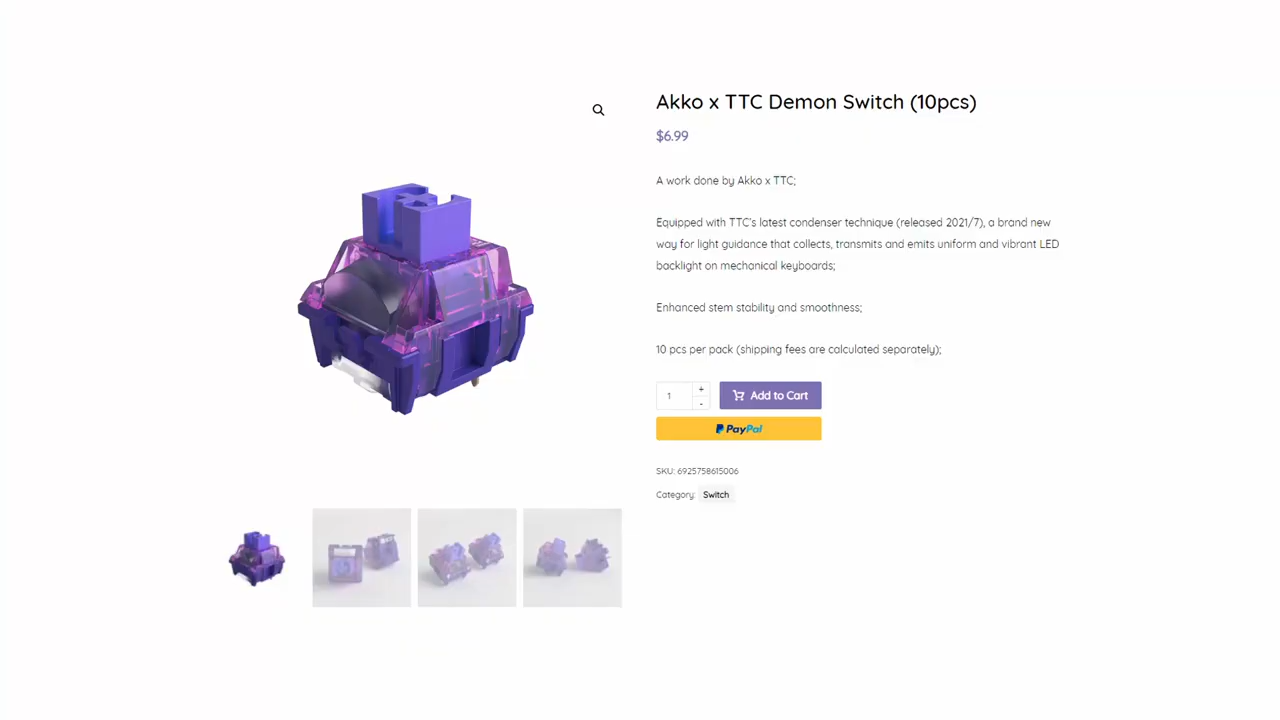 Akko x TTC Demon Switch (10pcs)
$6.99
A work done by Akko x TTC;
Equipped with TTC's latest condenser technique (released 2021/7), a brand new
way for light guidance that collects, transmits and emits uniform and vibrant LED
backlight on mechanical keyboards;
Enhanced stem stability and smoothness;
10 pcs per pack (shipping fees are calculated separately);
1
+
-
Add to Cart
PayPal
SKU: 6925758615006
Category: Switch